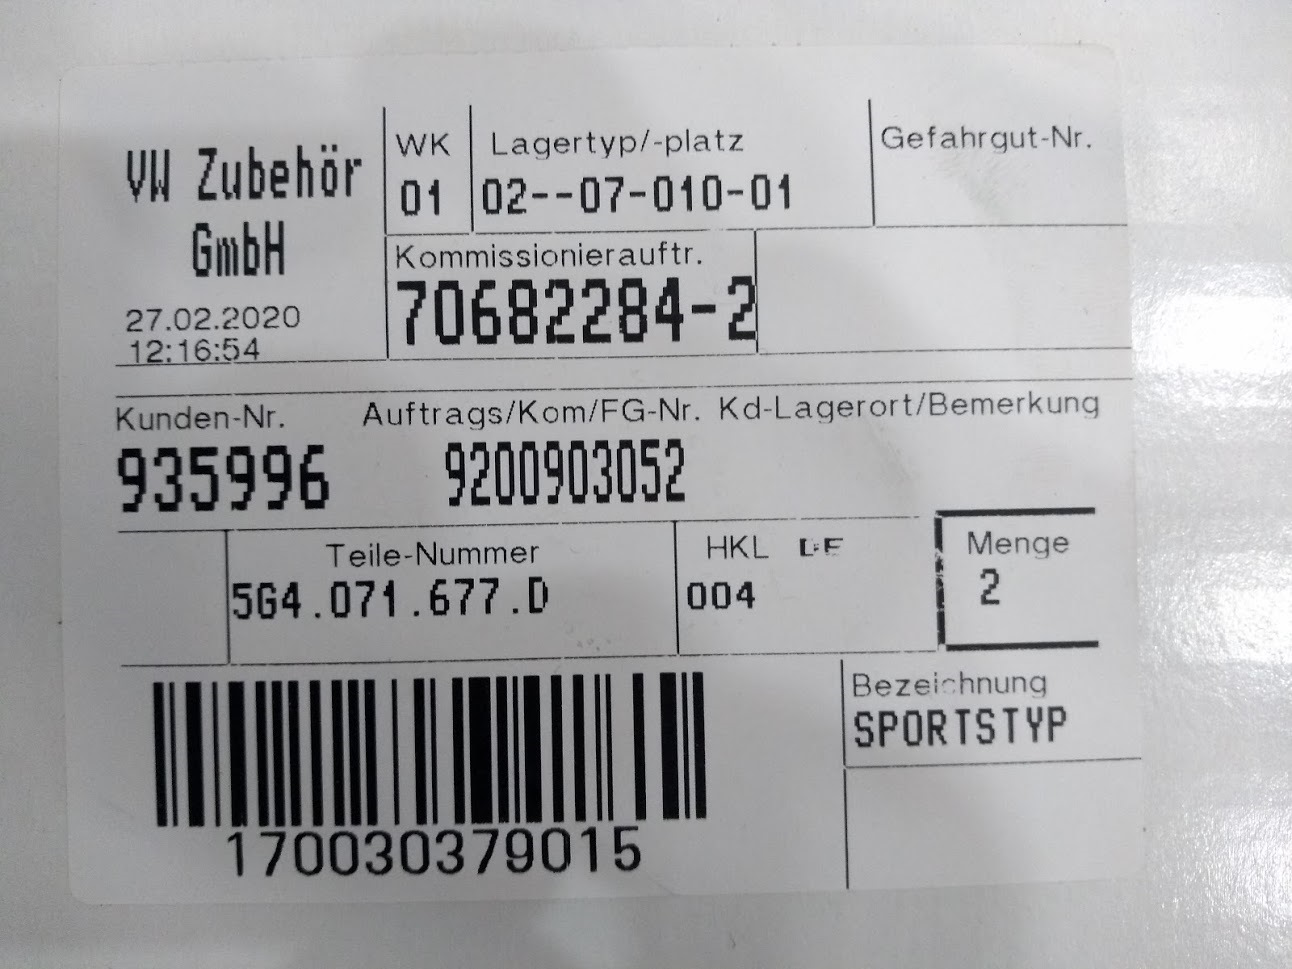 VW Zubehör
GmbH
27.02.2020
12:16:54
WK
01
Lagertyp/-platz
02--07-010-01
Gefahrgut-Nr.
Kommissionierauftr.
70682284-2
Kunden-Nr. Auftrags/Kom/FG-Nr. Kd-Lagerort/Bemerkung
935996 9200903052
Teile-Nummer
5G4.071.677.D
HKL
004
Menge
2
Bezeichnung
SPORTSTYP
170030379015